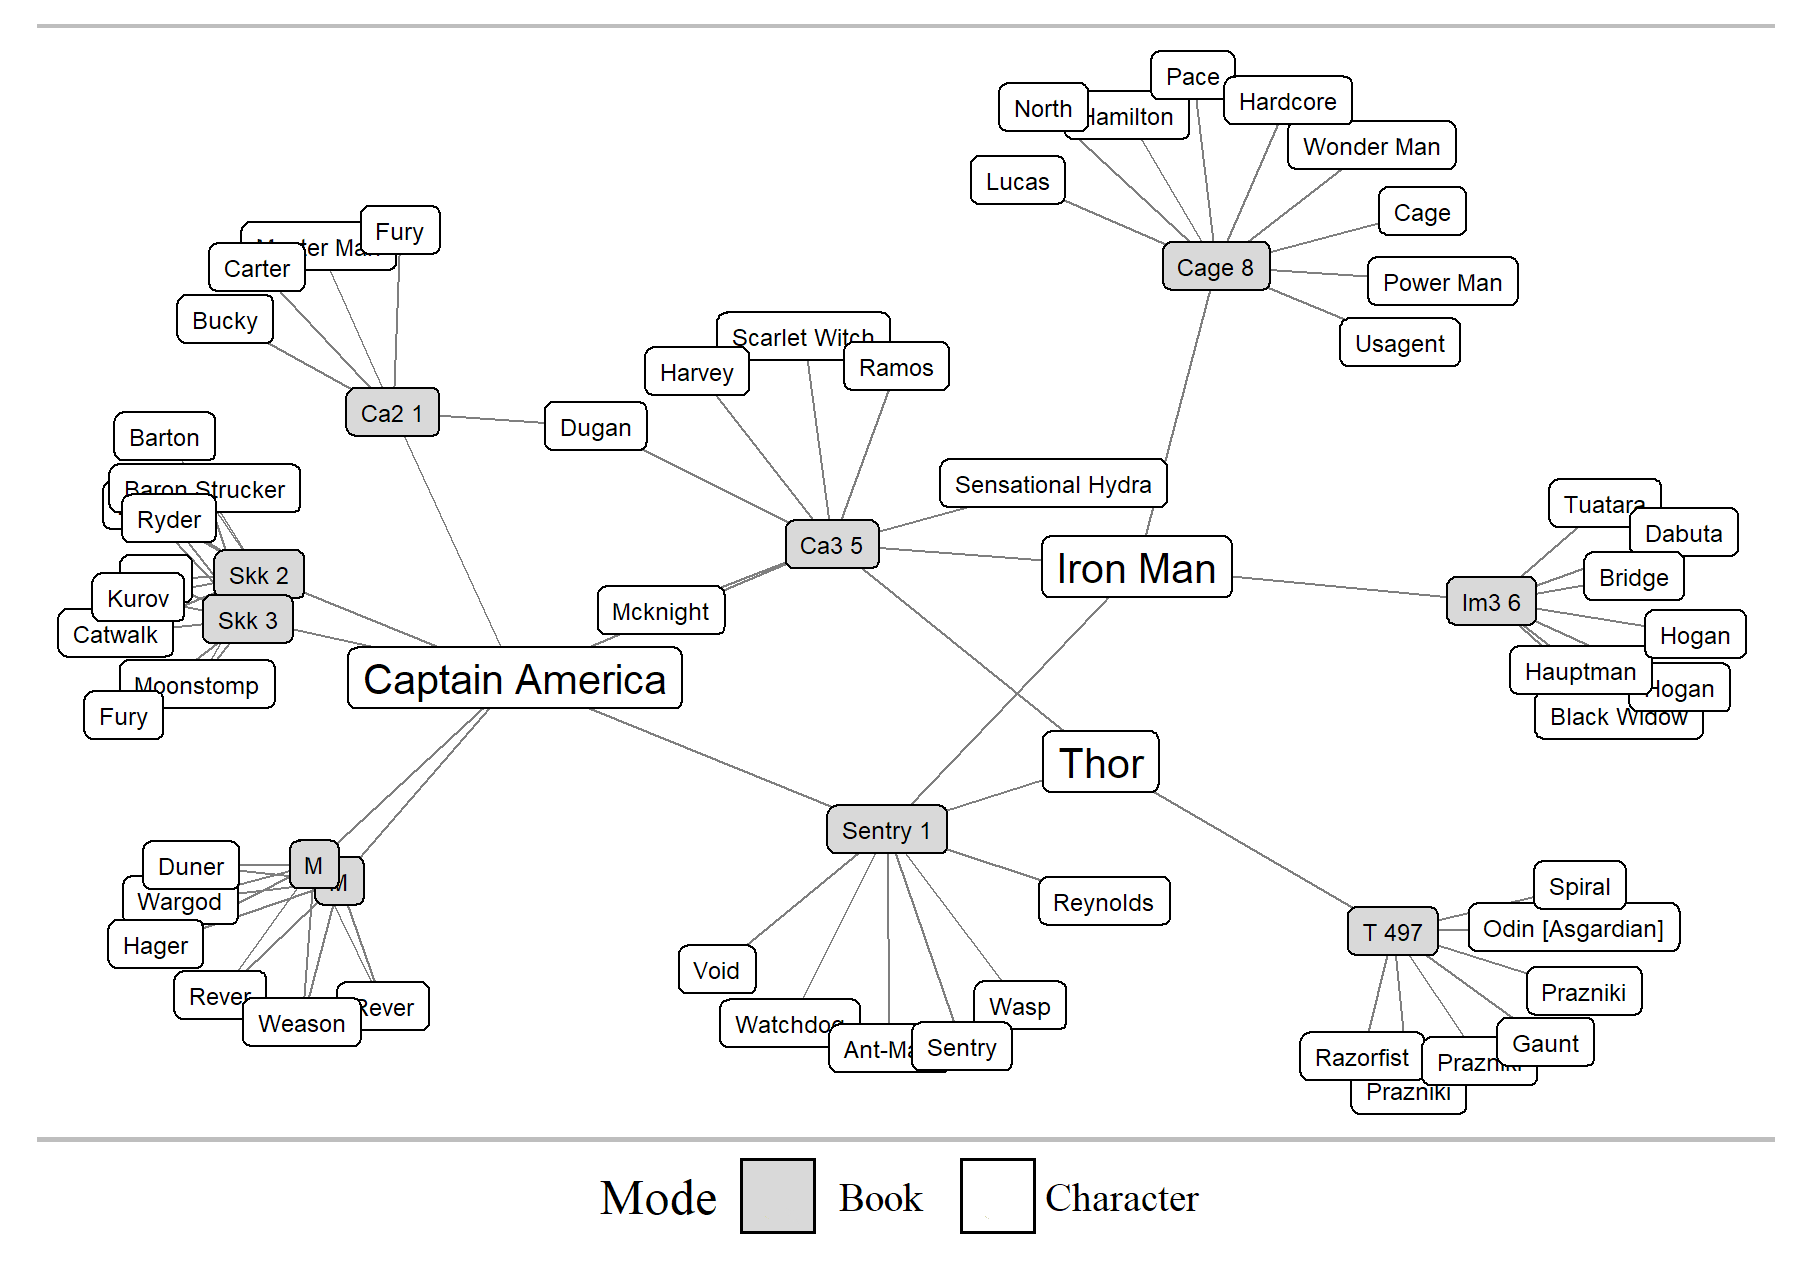 Pace
Hardcore
North
Hamilton
Wonder Man
Lucas
Cage
Fury
Carter
Cage 8
Power Man
Bucky
Scarlet Witch
Usagent
Harvey
Ramos
Ca2 1
Dugan
Barton
Baron Strucker
Sensational Hydra
Tuatara
Ryder
Dabuta
Ca3 5
Iron Man
Skk 2
Bridge
Kurov
Im3 6
Skk 3
Mcknight
Catwalk
Hogan
Captain America
Moonstomp
Hauptman
Hogan
Fury
Black Widow
Thor
Sentry 1
Duner
M
M
Spiral
Wargod
Reynolds
Odin [Asgardian]
T 497
Hager
Void
Prazniki
Rever
Rever
Wasp
Weason
Watchdog
Ant-Ma
Sentry
Gaunt
Razorfist
Prazniki
Prazniki
Mode
Book
Character